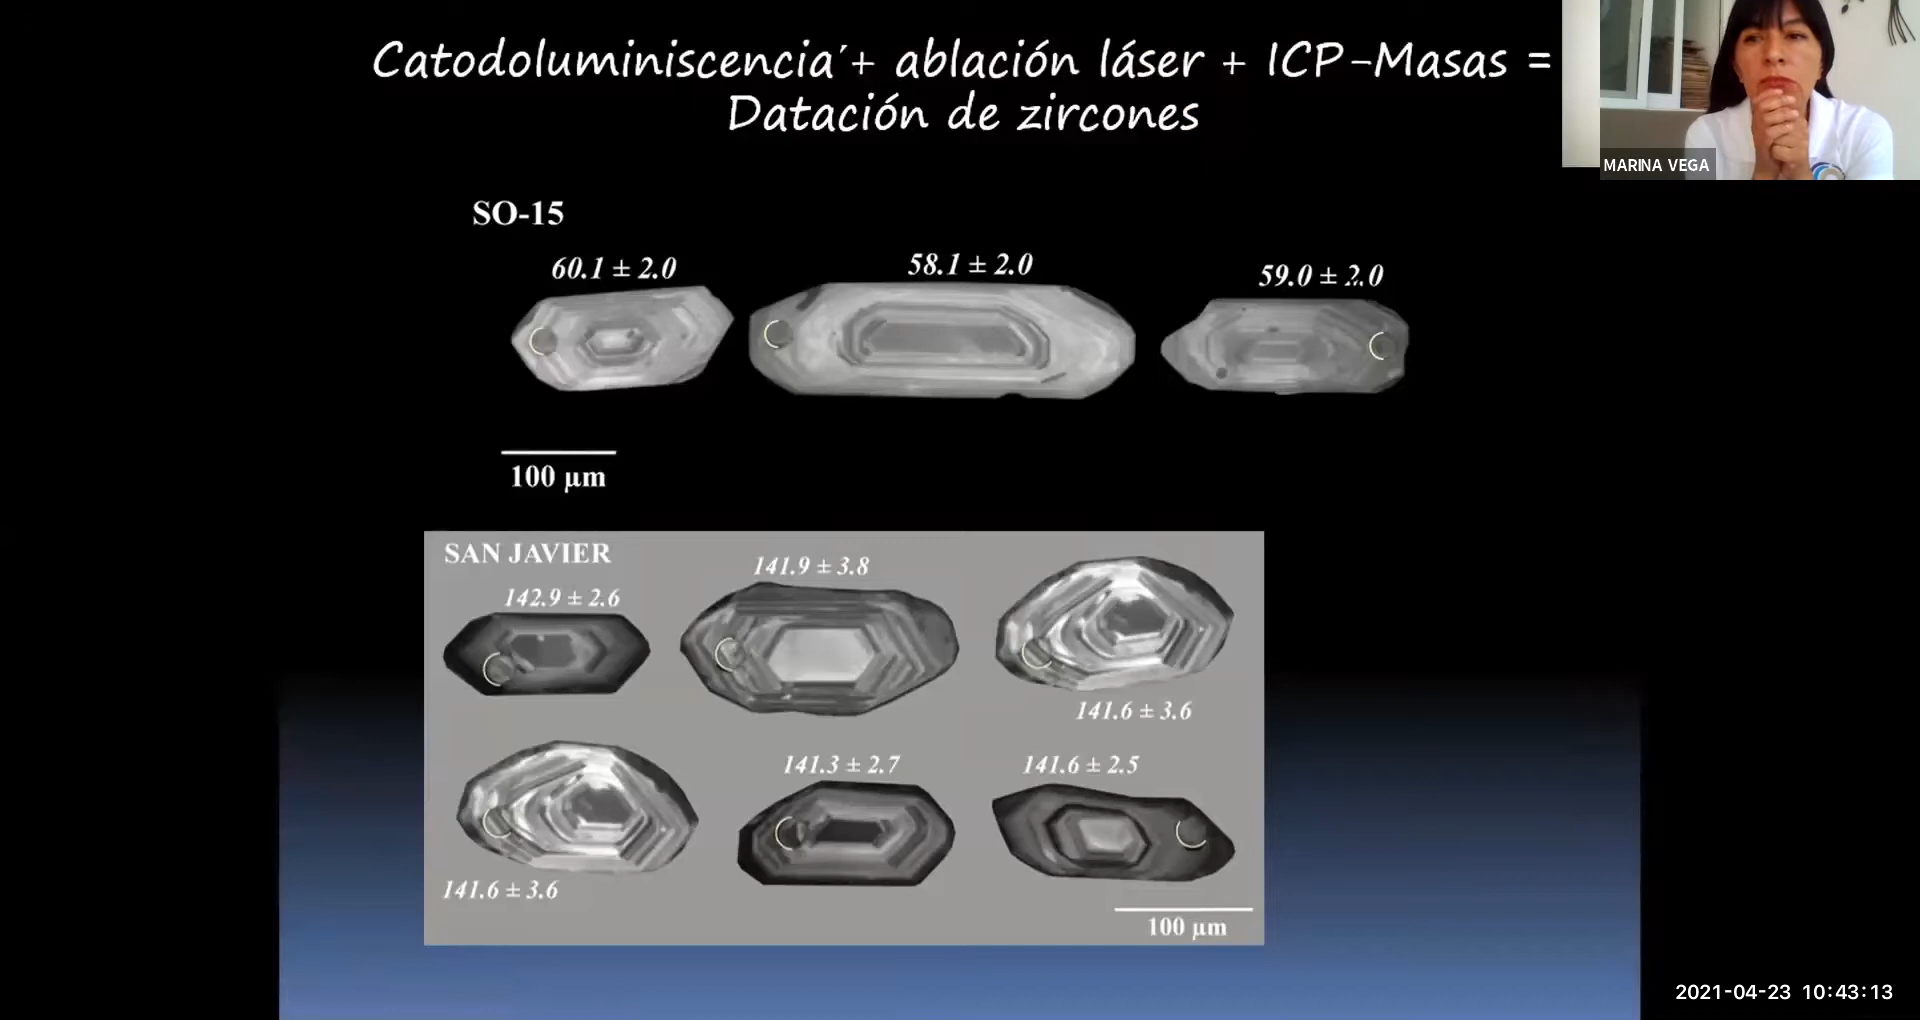 Catodoluminiscencia´+ ablación láser + ICP-Masas =
Datación de zircones
MARINA VEGA
SO-15
60.1 ± 2.0
58.1 ± 2.0
59.0 ± 2.0
100 µm
SAN JAVIER
142.9 ± 2.6
141.9 ± 3.8
141.6 ± 3.6
141.6 ± 3.6
141.3 ± 2.7
141.6 ± 2.5
100 µm
2021-04-23 10:43:13